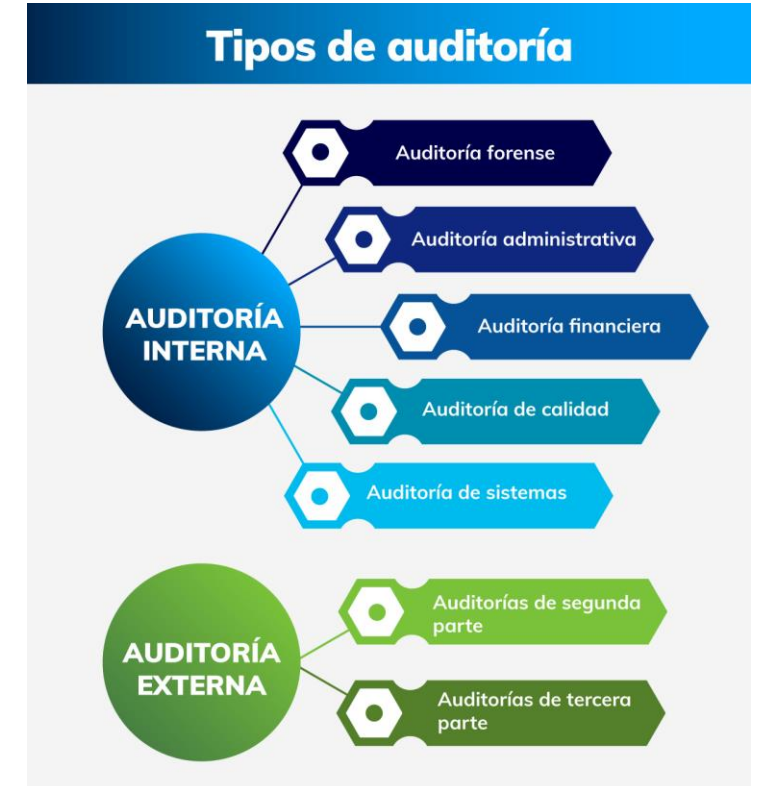 Tipos de auditoría
Auditoría forense
Auditoría administrativa
AUDITORÍA
INTERNA
Auditoría financiera
Auditoría de calidad
Auditoría de sistemas
AUDITORÍA
EXTERNA
Auditorías de segunda
parte
Auditorías de tercera
parte